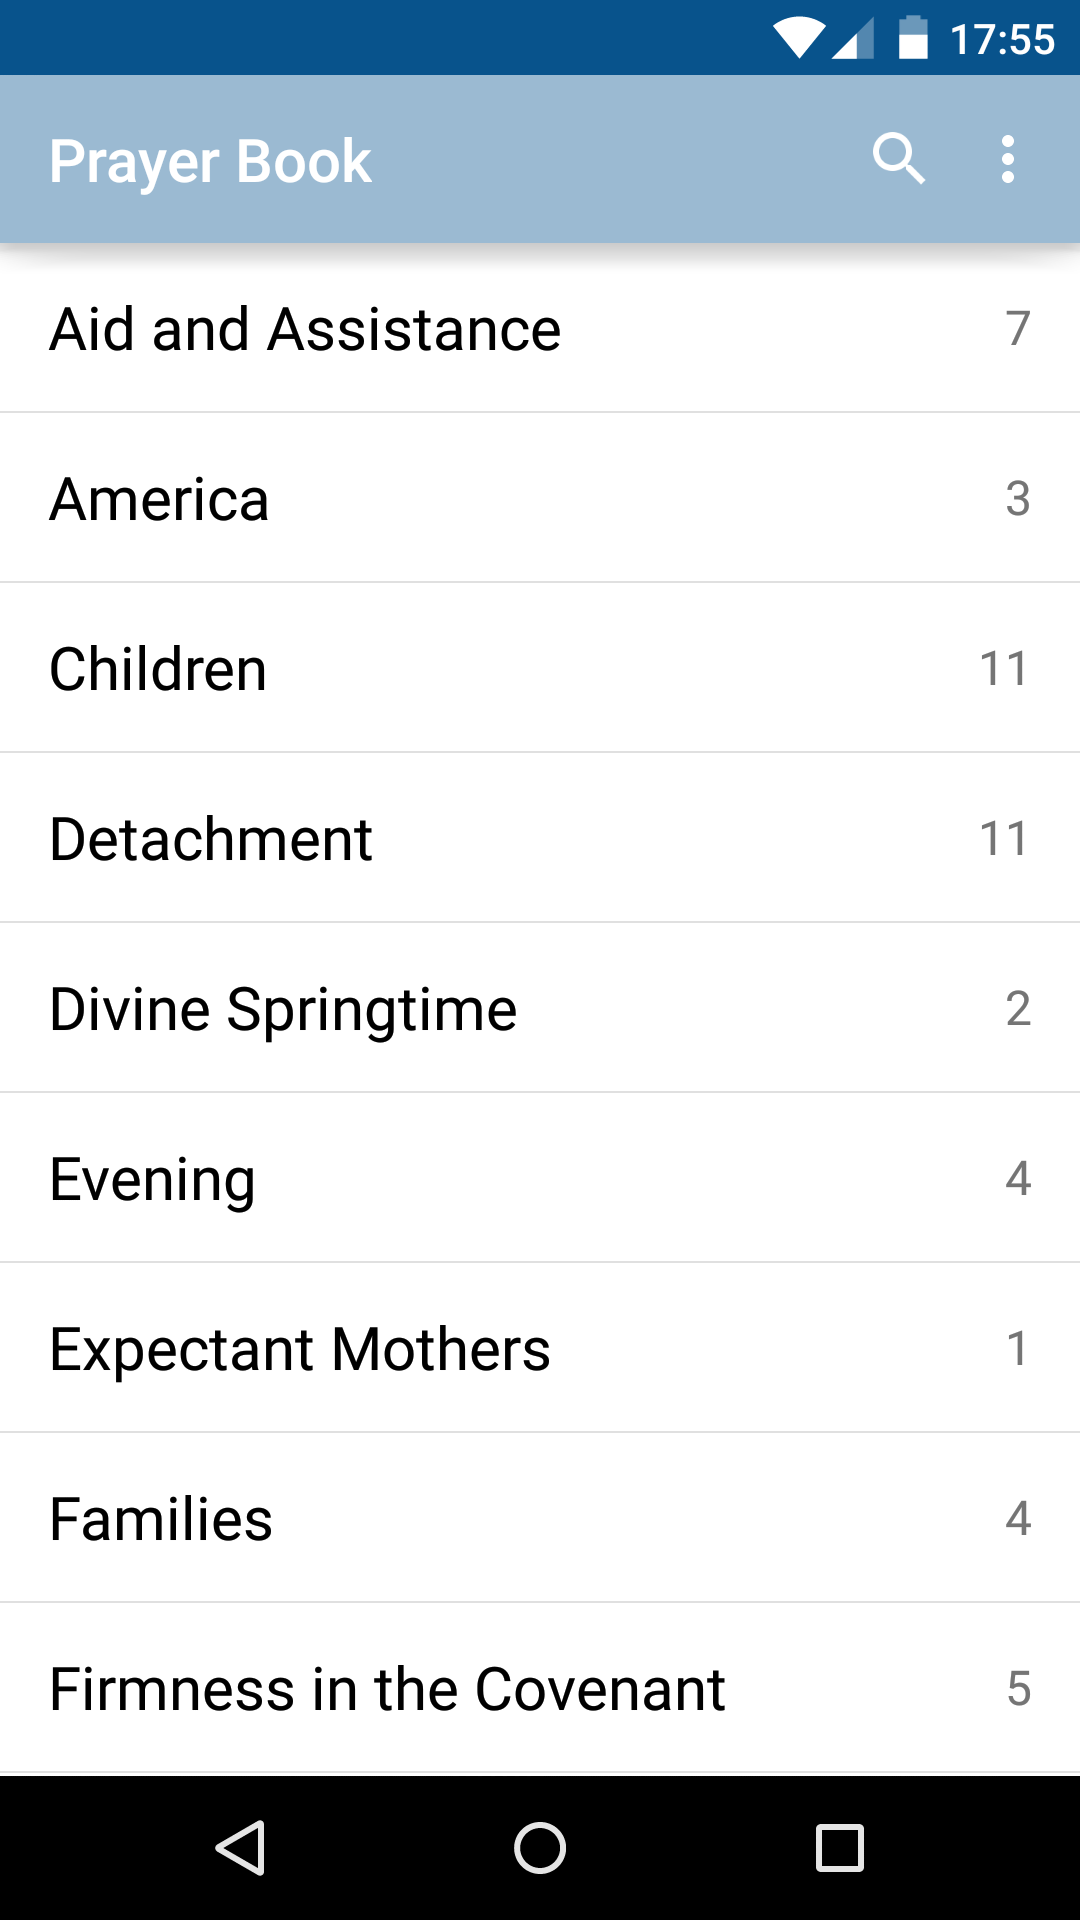 17:55
Prayer Book
Aid and Assistance 7
America 3
Children 11
Detachment 11
Divine Springtime 2
Evening 4
Expectant Mothers 1
Families 4
Firmness in the Covenant 5